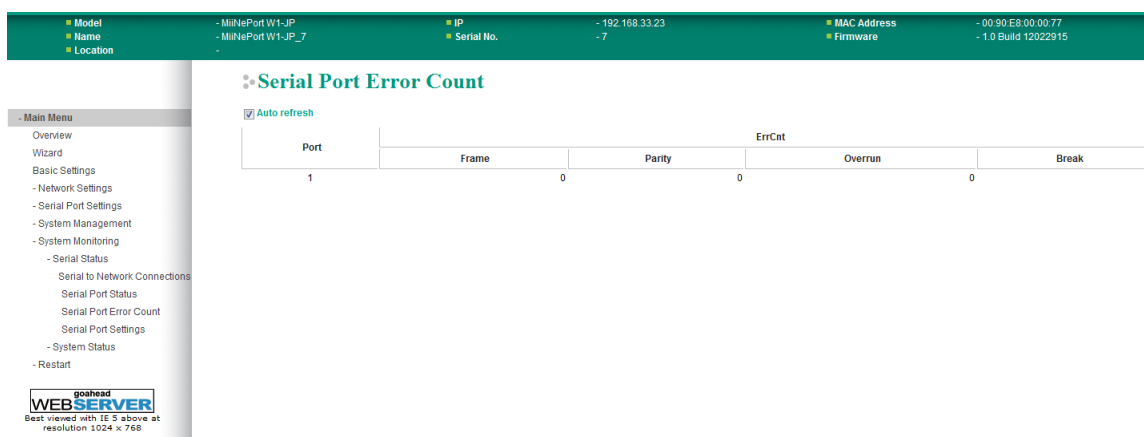 Model - MiiNePort W1-JP IP - 192.168.33.23 MAC Address - 00:90:E8:00:00:77
Name - MiiNePort W1-JP_7 Serial No. - 7 Firmware - 1.0 Build 12022915
Location -
Serial Port Error Count
Auto refresh
Port ErrCnt
Frame Parity Overrun Break
1 0 0 0
- Main Menu
Overview
Wizard
Basic Settings
- Network Settings
- Serial Port Settings
- System Management
- System Monitoring
- Serial Status
Serial to Network Connections
Serial Port Status
Serial Port Error Count
Serial Port Settings
- System Status
- Restart
goahead
WEBSERVER
Best viewed with IE 5 above at
resolution 1024 x 768